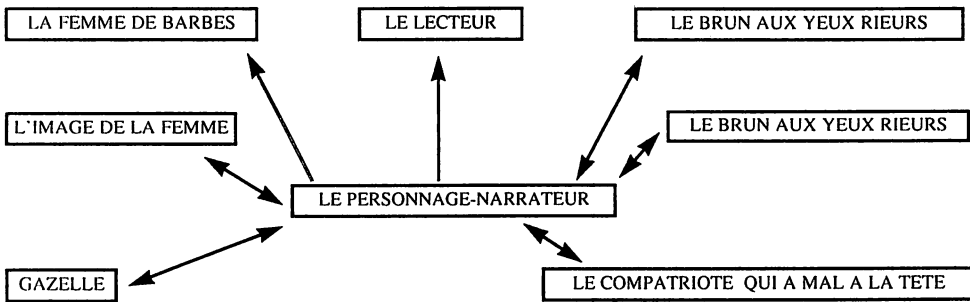 LA FEMME DE BARBES
LE LECTEUR
LE BRUN AUX YEUX RIEURS
L'IMAGE DE LA FEMME
LE BRUN AUX YEUX RIEURS
LE PERSONNAGE-NARRATEUR
GAZELLE
LE COMPATRIOTE QUI A MAL A LA TETE